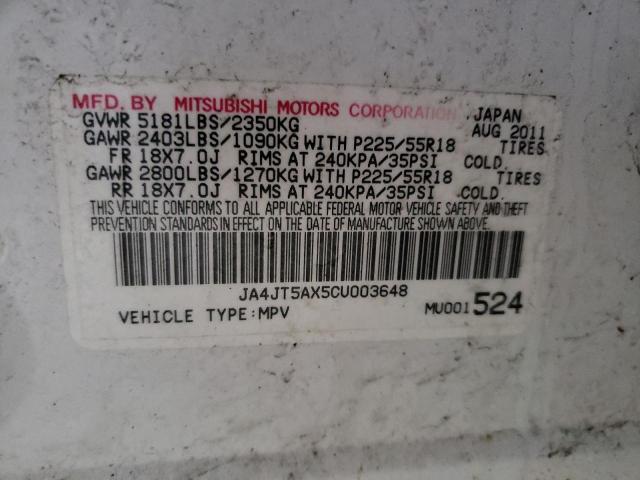 MFD. BY MITSUBISHI MOTORS CORPORATION JAPAN
GVWR 5181LBS/2350KG AUG 2011
GAWR 2403LBS/1090KG WITH P225/55R18 TIRES
FR 18X7.0J RIMS AT 240KPA/35PSI COLD.
GAWR 2800LBS/1270KG WITH P225/55R18 TIRES
RR 18X7.0J RIMS AT 240KPA/35PSI COLD.
THIS VEHICLE CONFORMS TO ALL APPLICABLE FEDERAL MOTOR VEHICLE SAFETY AND THEFT
PREVENTION STANDARDS IN EFFECT ON THE DATE OF MANUFACTURE SHOWN ABOVE.
JA4JT5AX5CU003648
VEHICLE TYPE:MPV MU001524